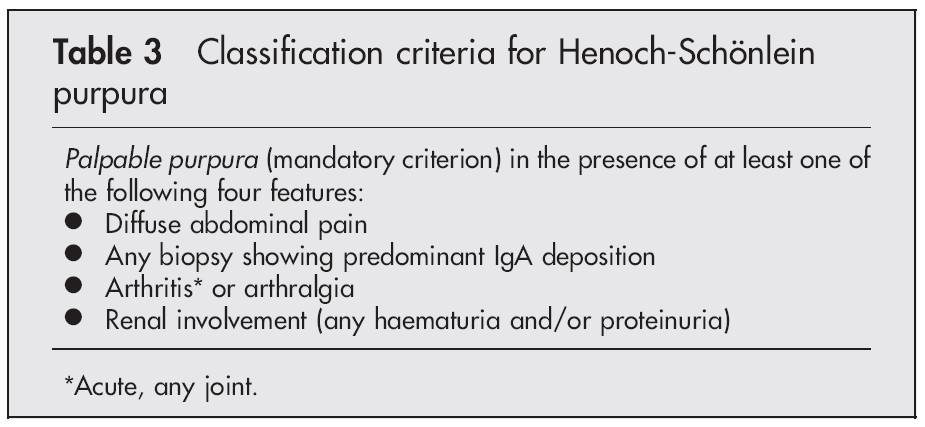 Table 3 Classification criteria for Henoch-Schönlein
purpura
Palpable purpura (mandatory criterion) in the presence of at least one of
the following four features:
● Diffuse abdominal pain
● Any biopsy showing predominant IgA deposition
● Arthritis* or arthralgia
● Renal involvement (any haematuria and/or proteinuria)
*Acute, any joint.